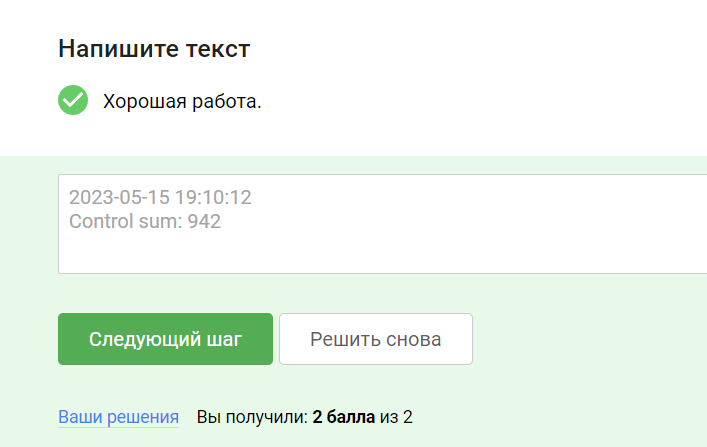 Напишите текст
Хорошая работа.
2023-05-15 19:10:12
Control sum: 942
Следующий шаг
Решить снова
Ваши решения Вы получили: 2 балла из 2